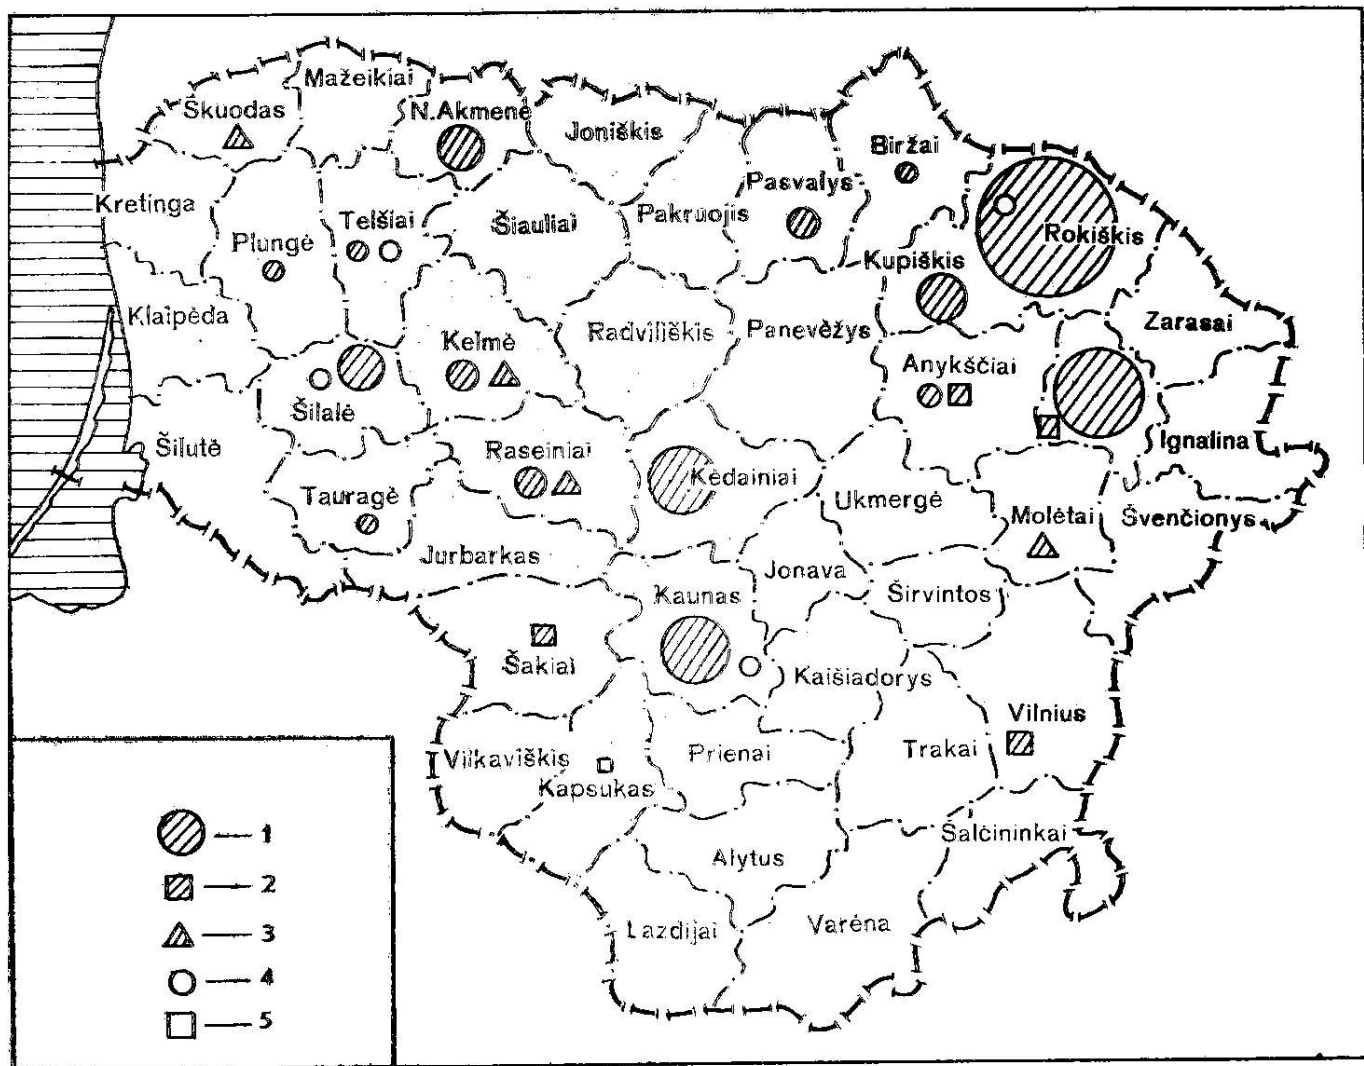 Mažeikiai
Škuodas
N.Akmenė
Joniškis
Biržai
Pasvalys
Kretinga
Plungė
Telšiai
Šiauliai
Pakruojis
Rokiškis
Kupiškis
Klaipėda
Kelmė
Radviliškis
Panevėžys
Zarasai
Anykščiai
Šilalė
Šilutė
Raseiniai
Kėdainiai
Ignalina
Tauragė
Ukmergė
Molėtai
Švenčionys
Jurbarkas
Jonava
Kaunas
Širvintos
Šakiai
Kaišiadorys
Vilnius
Vilkaviškis
Prienai
Trakai
Kapsukas
Šalčininkai
Alytus
Lazdijai
Varėna
1
2
3
4
5